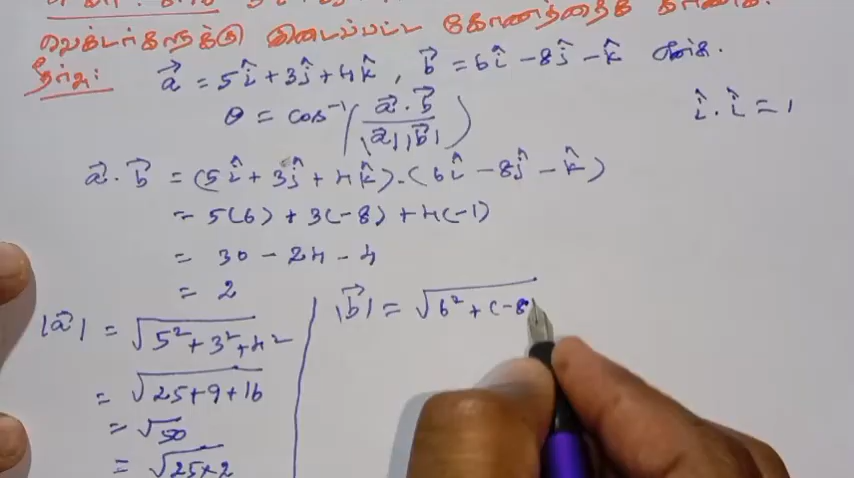 வெக்டர்களுக்கு இடைப்பட்ட கோணத்தைக் காண்க.
தீர்வு: a⃗ = 5î + 3ĵ + 4k̂, b⃗ = 6î − 8ĵ − k̂ என்க.
θ = cos⁻¹(a⃗ . b⃗ / |a⃗| |b⃗|)
î . î = 1
a⃗ . b⃗ = (5î + 3ĵ + 4k̂) . (6î − 8ĵ − k̂)
= 5(6) + 3(−8) + 4(−1)
= 30 − 24 − 4
= 2
|a⃗| = √5² + 3² + 4²
= √25 + 9 + 16
= √50
= √25 × 2
|b⃗| = √6² + (−8)